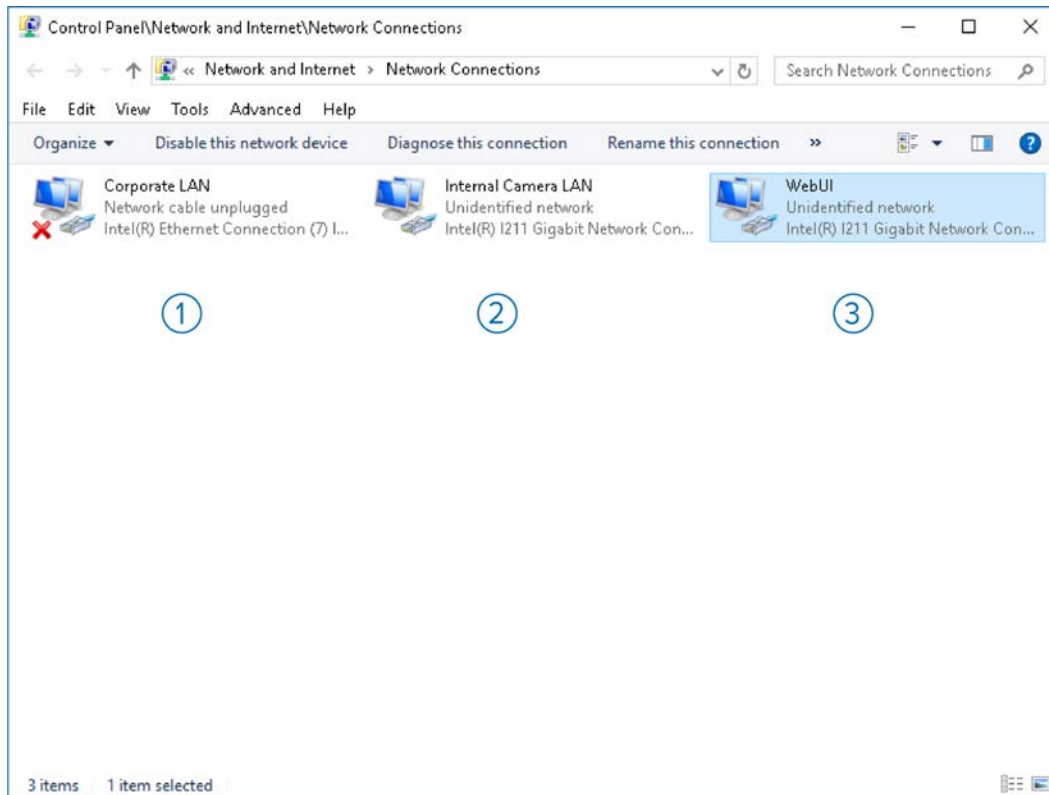 Control Panel\Network and Internet\Network Connections
« Network and Internet > Network Connections
Search Network Connections
File Edit View Tools Advanced Help
Organize Disable this network device Diagnose this connection Rename this connection »
Corporate LAN
Network cable unplugged
Intel(R) Ethernet Connection (7) I...
Internal Camera LAN
Unidentified network
Intel(R) I211 Gigabit Network Con...
WebUI
Unidentified network
Intel(R) I211 Gigabit Network Con...
1
2
3
3 items 1 item selected